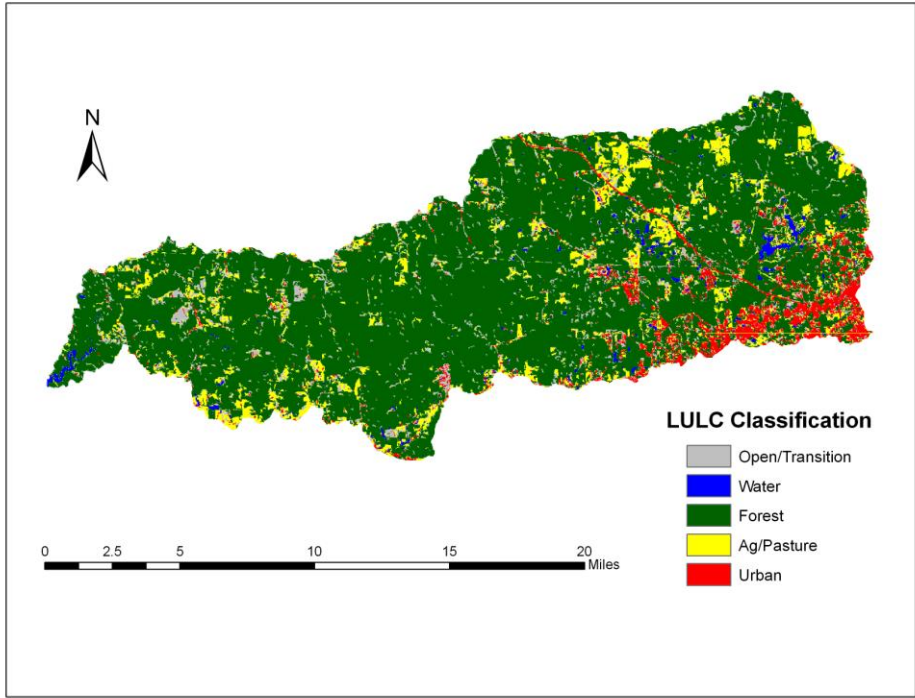 N
LULC Classification
Open/Transition
Water
Forest
Ag/Pasture
Urban
0 2.5 5 10 15 20
Miles